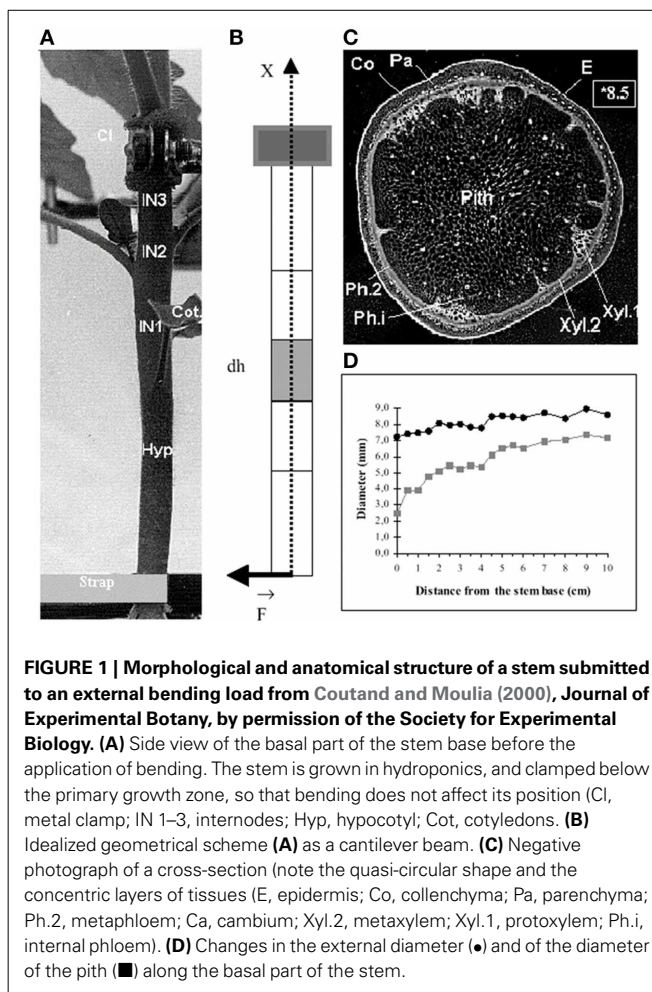 A
B
C
Cl
IN3
IN2
IN1
Cot.
Hyp
Strap
X
dh
F
Co
Pa
E
*8.5
Pith
Ph.2
Ph.i
Xyl.2
Xyl.1
D
Diameter (mm)
9,0
8,0
7,0
6,0
5,0
4,0
3,0
2,0
1,0
0,0
0 1 2 3 4 5 6 7 8 9 10
Distance from the stem base (cm)
FIGURE 1 | Morphological and anatomical structure of a stem submitted
to an external bending load from Coutand and Moulia (2000), Journal of
Experimental Botany, by permission of the Society for Experimental
Biology. (A) Side view of the basal part of the stem base before the
application of bending. The stem is grown in hydroponics, and clamped below
the primary growth zone, so that bending does not affect its position (Cl,
metal clamp; IN 1–3, internodes; Hyp, hypocotyl; Cot, cotyledons. (B)
Idealized geometrical scheme (A) as a cantilever beam. (C) Negative
photograph of a cross-section (note the quasi-circular shape and the
concentric layers of tissues (E, epidermis; Co, collenchyma; Pa, parenchyma;
Ph.2, metaphloem; Ca, cambium; Xyl.2, metaxylem; Xyl.1, protoxylem; Ph.i,
internal phloem). (D) Changes in the external diameter (●) and of the diameter
of the pith (■) along the basal part of the stem.